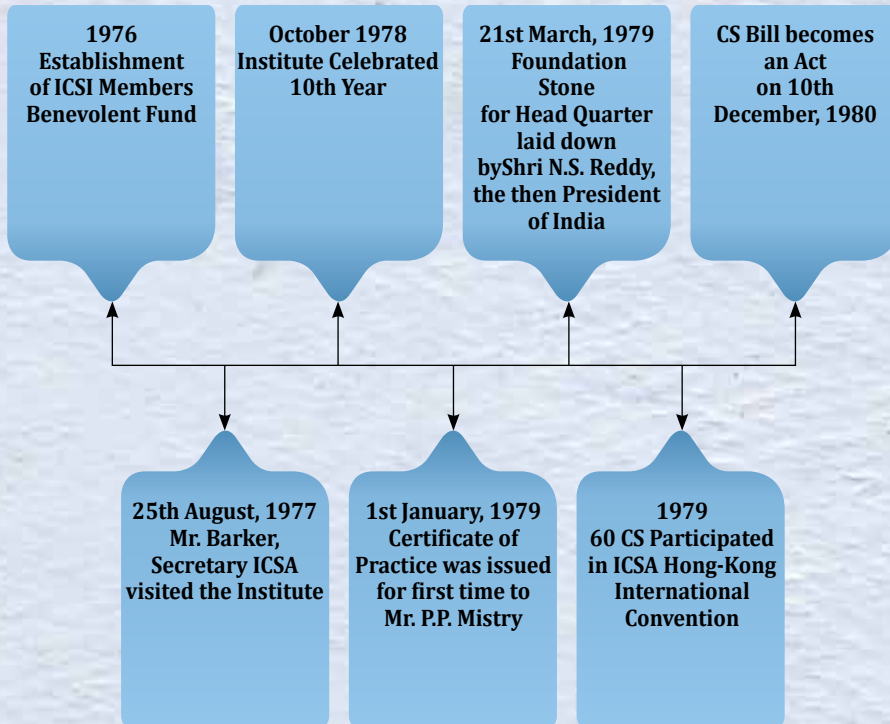 1976
Establishment
of ICSI Members
Benevolent Fund
October 1978
Institute Celebrated
10th Year
21st March, 1979
Foundation
Stone
for Head Quarter
laid down
byShri N.S. Reddy,
the then President
of India
CS Bill becomes
an Act
on 10th
December, 1980
25th August, 1977
Mr. Barker,
Secretary ICSA
visited the Institute
1st January, 1979
Certificate of
Practice was issued
for first time to
Mr. P.P. Mistry
1979
60 CS Participated
in ICSA Hong-Kong
International
Convention